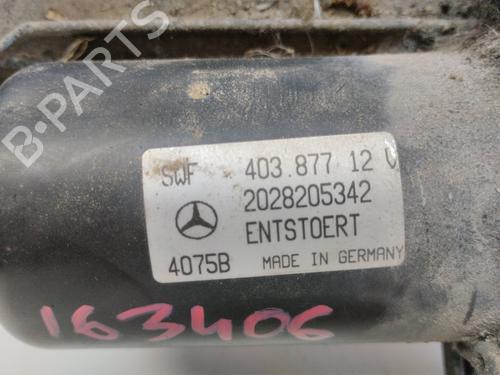 B-PARTS
SWF 403.877 12 V
2028205342
ENTSTOERT
4075B MADE IN GERMANY
163406